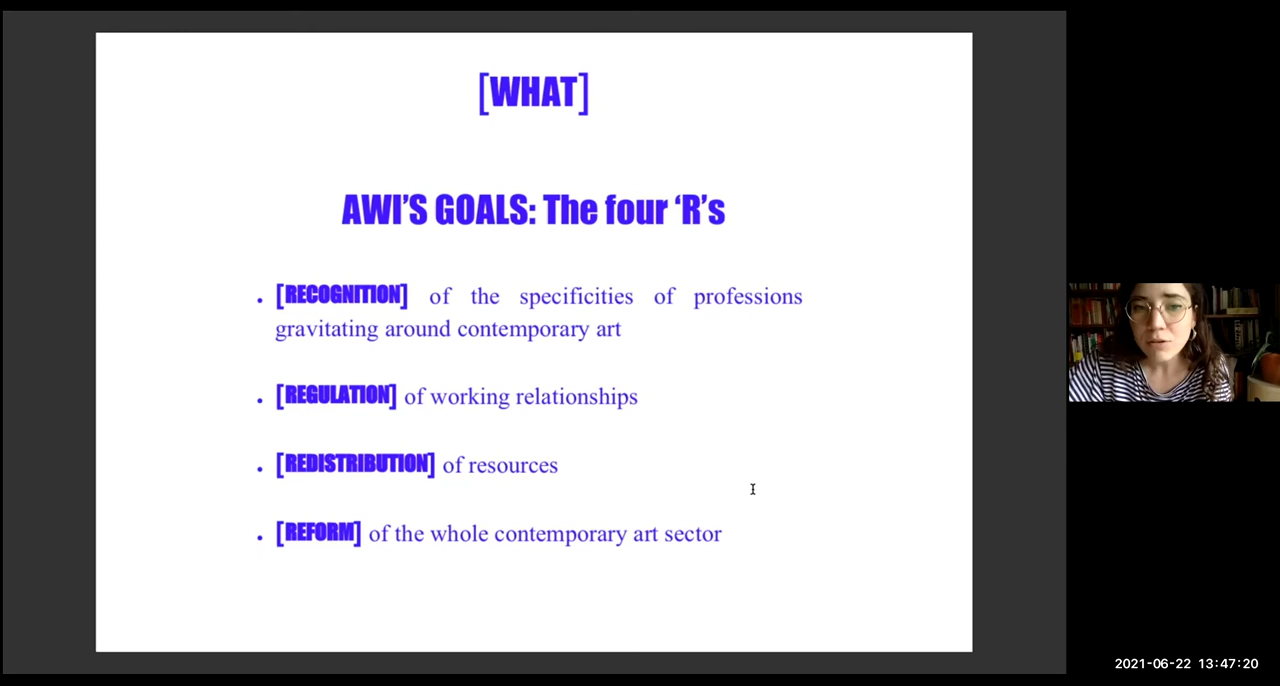 [WHAT]
AWI’S GOALS: The four ‘R’s
• [RECOGNITION] of the specificities of professions
gravitating around contemporary art
• [REGULATION] of working relationships
• [REDISTRIBUTION] of resources
• [REFORM] of the whole contemporary art sector
2021-06-22 13:47:20